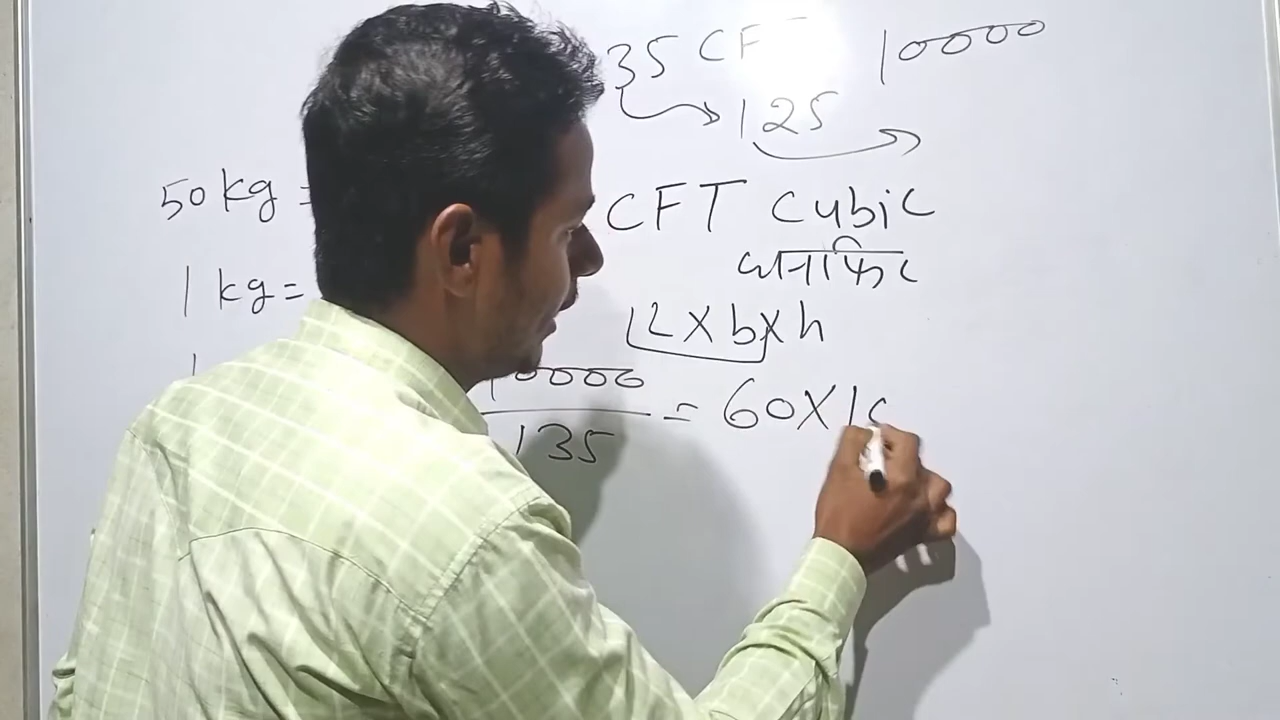 35 CF 10000
125
50 kg = CFT Cubic
घनफिट
1 kg = L x b x h
10000
135 = 60 X 1